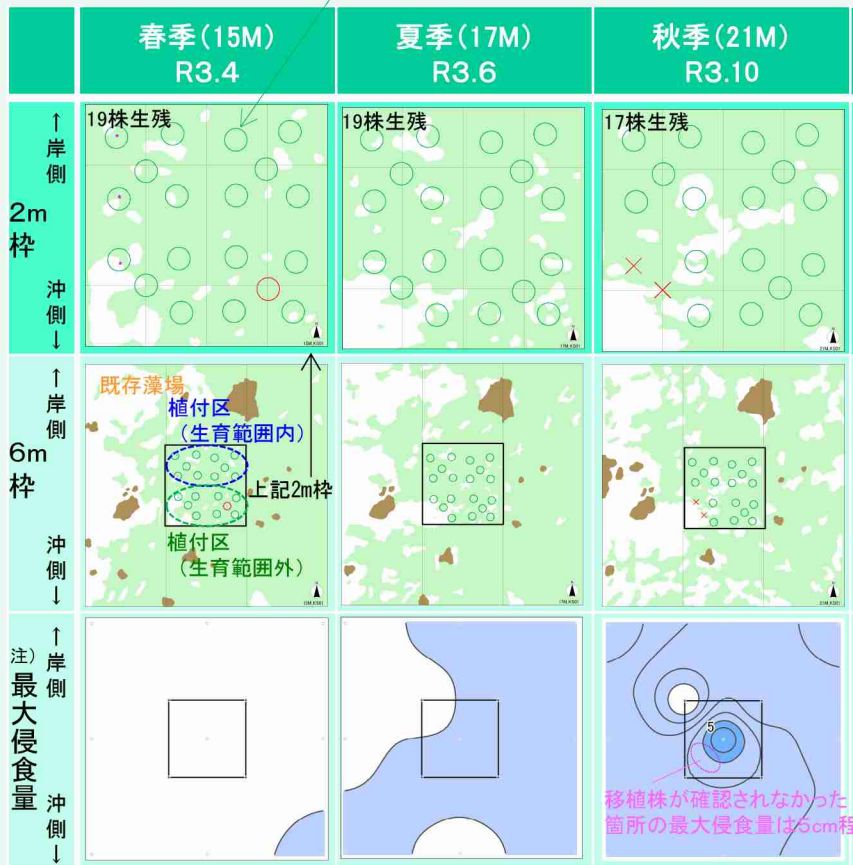 春季(15M)
R3.4
夏季(17M)
R3.6
秋季(21M)
R3.10
↑岸側
2m枠
沖側↓
19株生残
19株生残
17株生残
↑岸側
6m枠
沖側↓
既存藻場
植付区
(生育範囲内)
上記2m枠
植付区
(生育範囲外)
↑岸側
注)
最大侵食量
沖側↓
5
移植株が確認されなかった
箇所の最大侵食量は5cm程